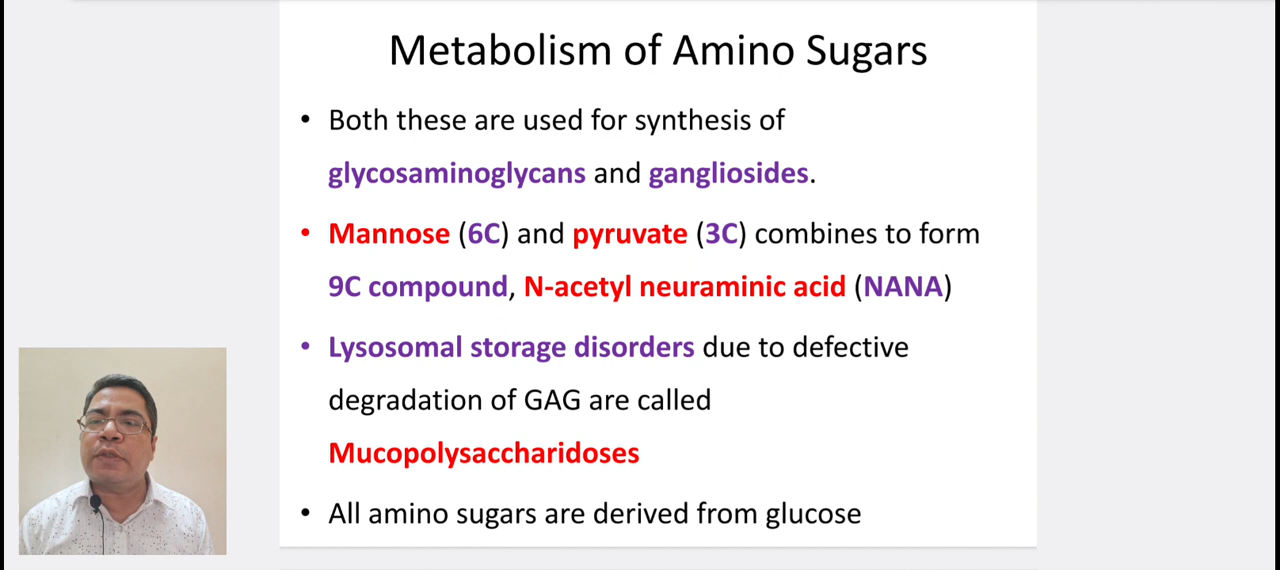 Metabolism of Amino Sugars
• Both these are used for synthesis of
glycosaminoglycans and gangliosides.
• Mannose (6C) and pyruvate (3C) combines to form
9C compound, N-acetyl neuraminic acid (NANA)
• Lysosomal storage disorders due to defective
degradation of GAG are called
Mucopolysaccharidoses
• All amino sugars are derived from glucose